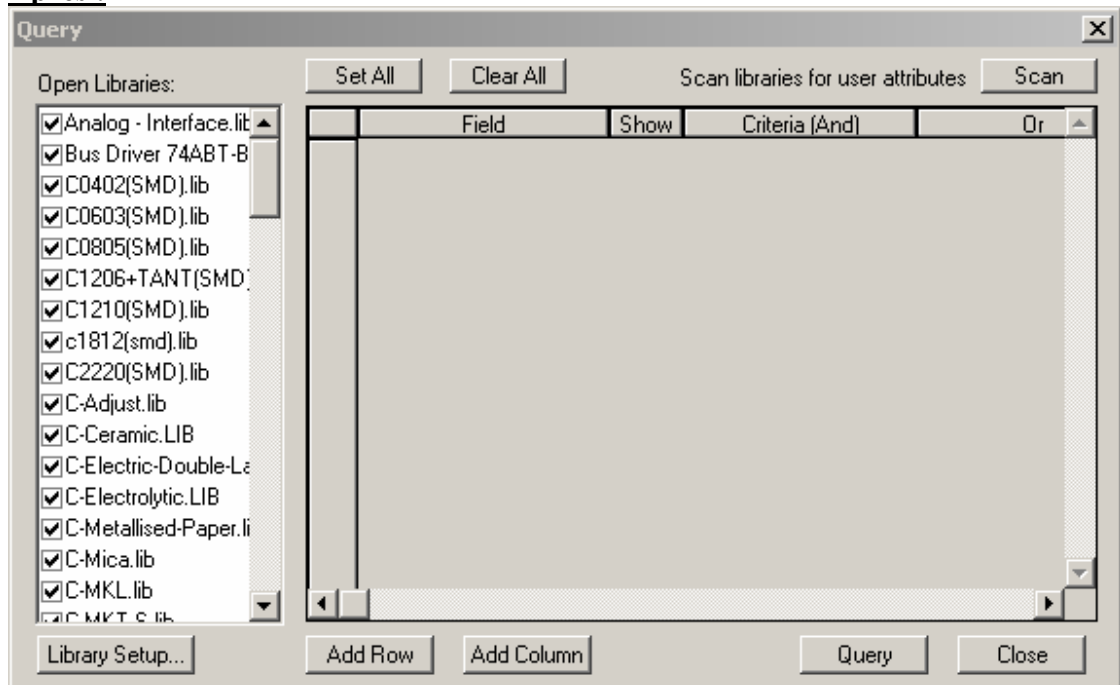 Query
Open Libraries:
Set All
Clear All
Scan libraries for user attributes
Scan
Field
Show
Criteria (And)
Or
Analog - Interface.lib
Bus Driver 74ABT-B
C0402(SMD).lib
C0603(SMD).lib
C0805(SMD).lib
C1206+TANT(SMD)
C1210(SMD).lib
c1812(smd).lib
C2220(SMD).lib
C-Adjust.lib
C-Ceramic.LIB
C-Electric-Double-La
C-Electrolytic.LIB
C-Metallised-Paper.li
C-Mica.lib
C-MKL.lib
Library Setup...
Add Row
Add Column
Query
Close